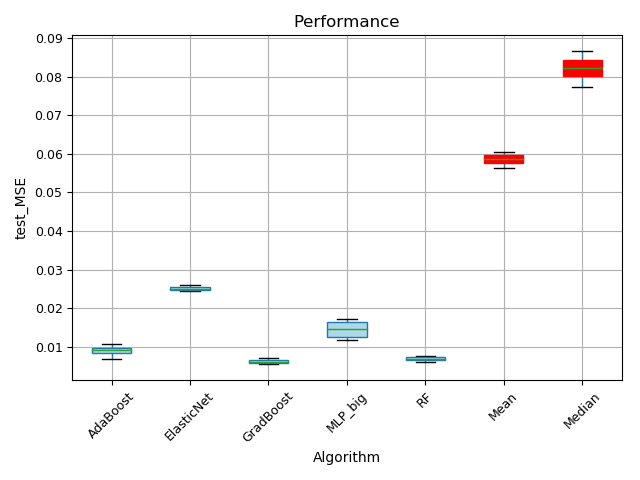 Performance
0.09
0.08
0.07
0.06
0.05
0.04
0.03
0.02
0.01
test_MSE
AdaBoost
ElasticNet
GradBoost
MLP_big
RF
Mean
Median
Algorithm